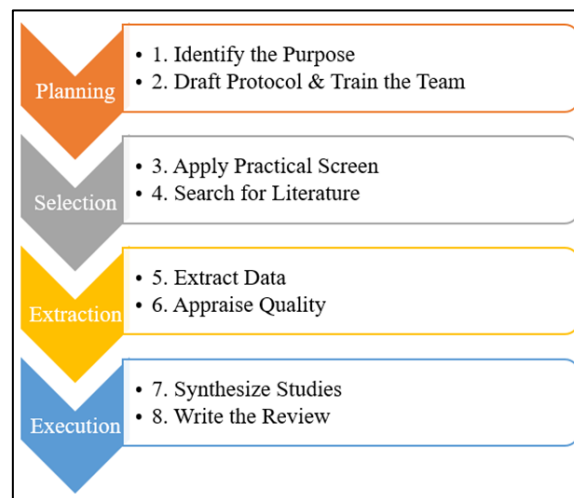 Planning
• 1. Identify the Purpose
• 2. Draft Protocol & Train the Team
Selection
• 3. Apply Practical Screen
• 4. Search for Literature
Extraction
• 5. Extract Data
• 6. Appraise Quality
Execution
• 7. Synthesize Studies
• 8. Write the Review